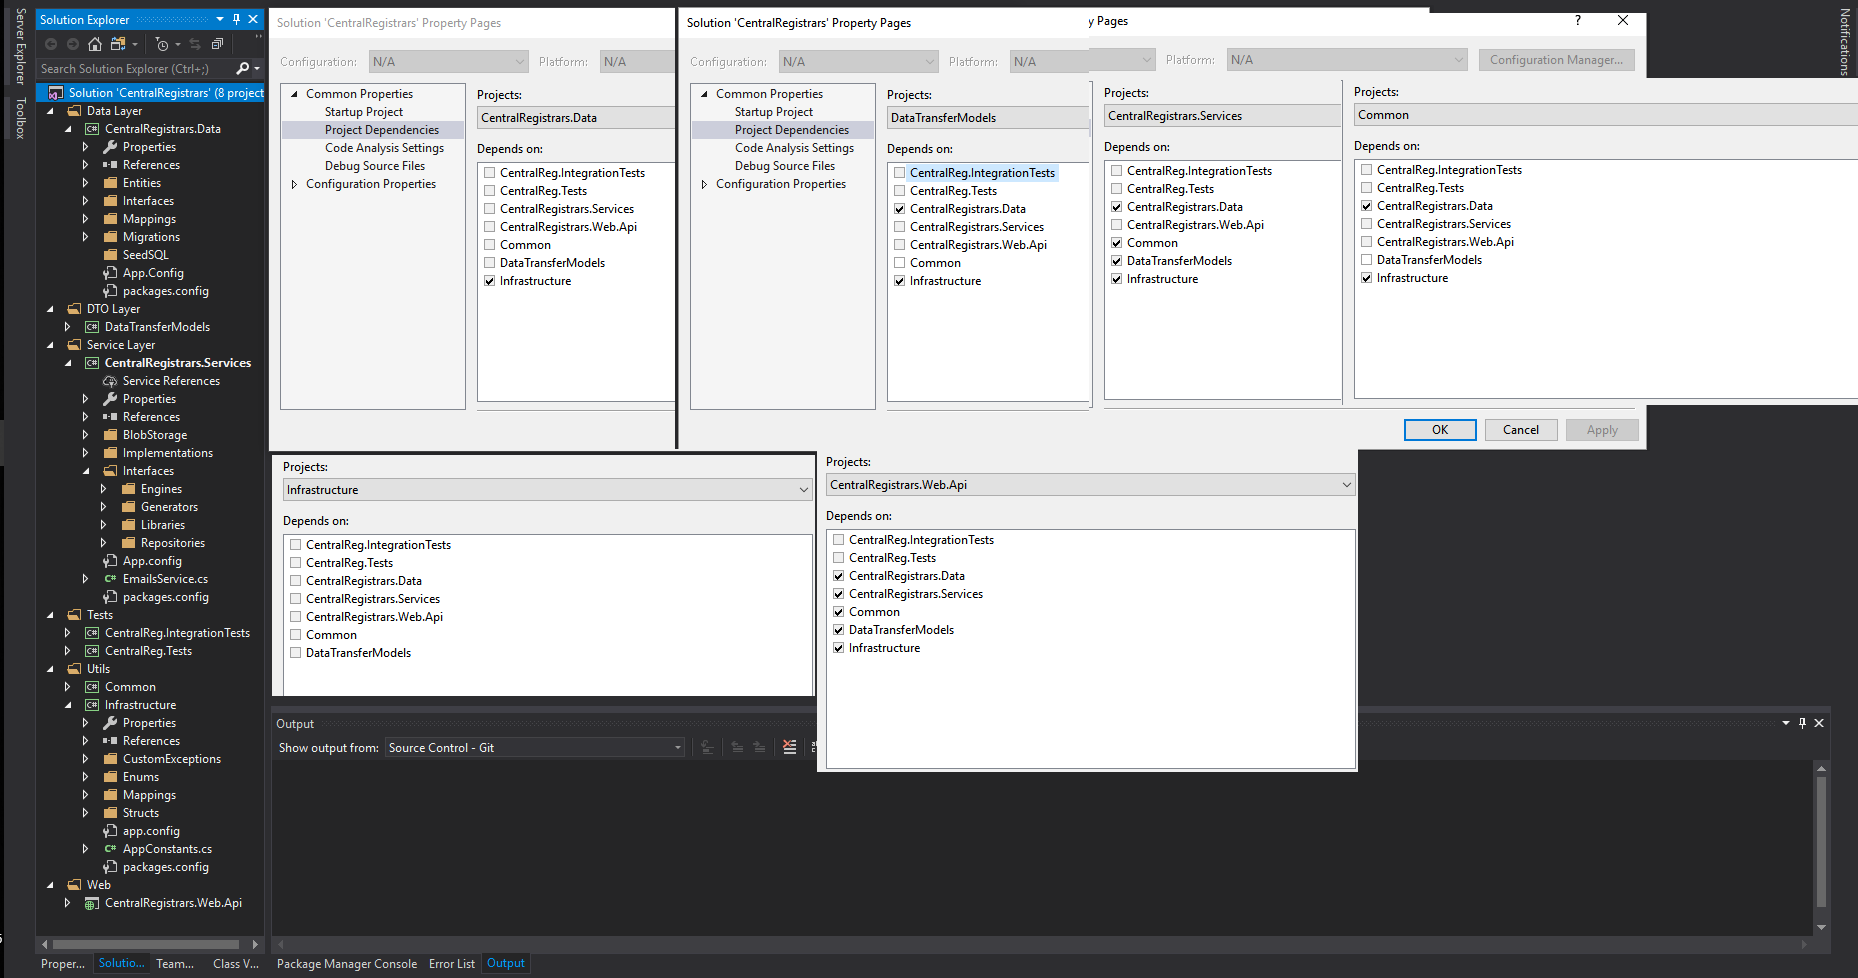 Server Explorer
Toolbox
Solution Explorer
Search Solution Explorer (Ctrl+;)
Solution 'CentralRegistrars' (8 project
Data Layer
CentralRegistrars.Data
Properties
References
Entities
Interfaces
Mappings
Migrations
SeedSQL
App.Config
packages.config
DTO Layer
DataTransferModels
Service Layer
CentralRegistrars.Services
Service References
Properties
References
BlobStorage
Implementations
Interfaces
Engines
Generators
Libraries
Repositories
App.config
EmailsService.cs
packages.config
Tests
CentralReg.IntegrationTests
CentralReg.Tests
Utils
Common
Infrastructure
Properties
References
CustomExceptions
Enums
Mappings
Structs
app.config
AppConstants.cs
packages.config
Web
CentralRegistrars.Web.Api
Proper...
Solutio...
Team...
Class V...
Solution 'CentralRegistrars' Property Pages
Configuration:
N/A
Platform:
N/A
Common Properties
Startup Project
Project Dependencies
Code Analysis Settings
Debug Source Files
Configuration Properties
Projects:
CentralRegistrars.Data
Depends on:
CentralReg.IntegrationTests
CentralReg.Tests
CentralRegistrars.Services
CentralRegistrars.Web.Api
Common
DataTransferModels
Infrastructure
Solution 'CentralRegistrars' Property Pages
Configuration:
N/A
Platform:
N/A
Common Properties
Startup Project
Project Dependencies
Code Analysis Settings
Debug Source Files
Configuration Properties
Projects:
DataTransferModels
Depends on:
CentralReg.IntegrationTests
CentralReg.Tests
CentralRegistrars.Data
CentralRegistrars.Services
CentralRegistrars.Web.Api
Common
Infrastructure
y Pages
?
Platform:
N/A
Configuration Manager...
Projects:
CentralRegistrars.Services
Depends on:
CentralReg.IntegrationTests
CentralReg.Tests
CentralRegistrars.Data
CentralRegistrars.Web.Api
Common
DataTransferModels
Infrastructure
Projects:
Common
Depends on:
CentralReg.IntegrationTests
CentralReg.Tests
CentralRegistrars.Data
CentralRegistrars.Services
CentralRegistrars.Web.Api
DataTransferModels
Infrastructure
OK
Cancel
Apply
Notifications
Projects:
Infrastructure
Depends on:
CentralReg.IntegrationTests
CentralReg.Tests
CentralRegistrars.Data
CentralRegistrars.Services
CentralRegistrars.Web.Api
Common
DataTransferModels
Projects:
CentralRegistrars.Web.Api
Depends on:
CentralReg.IntegrationTests
CentralReg.Tests
CentralRegistrars.Data
CentralRegistrars.Services
Common
DataTransferModels
Infrastructure
Output
Show output from:
Source Control - Git
Package Manager Console
Error List
Output